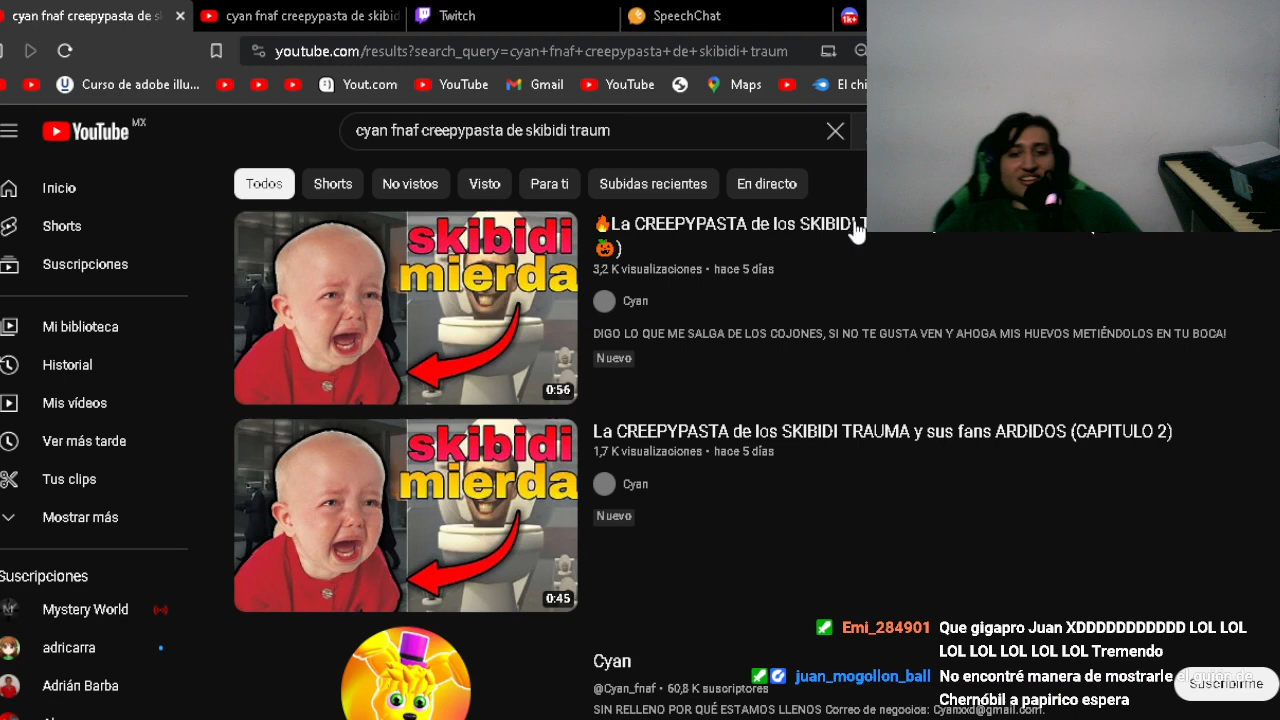 cyan fnaf creepypasta de sk
cyan fnaf creepypasta de skibid
Twitch
SpeechChat
1k+
youtube.com/results?search_query=cyan+fnaf+creepypasta+de+skibidi+traum
Curso de adobe illu...
Yout.com
YouTube
Gmail
YouTube
Maps
El chi
YouTube MX
cyan fnaf creepypasta de skibidi traum
Todos
Shorts
No vistos
Visto
Para ti
Subidas recientes
En directo
Inicio
Shorts
Suscripciones
Mi biblioteca
Historial
Mis vídeos
Ver más tarde
Tus clips
Mostrar más
Suscripciones
Mystery World
adricarra
Adrián Barba
skibidi
mierda
0:56
🔥La CREEPYPASTA de los SKIBIDI T
🎃)
3,2 K visualizaciones • hace 5 días
Cyan
DIGO LO QUE ME SALGA DE LOS COJONES, SI NO TE GUSTA VEN Y AHOGA MIS HUEVOS METIÉNDOLOS EN TU BOCA!
Nuevo
skibidi
mierda
0:45
La CREEPYPASTA de los SKIBIDI TRAUMA y sus fans ARDIDOS (CAPITULO 2)
1,7 K visualizaciones • hace 5 días
Cyan
Nuevo
Cyan
@Cyan_fnaf • 60,8 K suscriptores
SIN RELLENO POR QUÉ ESTAMOS LLENOS Correo de negocios: Cyanxxd@gmail.com.
Suscribirme
Emi_284901 Que gigapro Juan XDDDDDDDDDDD LOL LOL
LOL LOL LOL LOL LOL Tremendo
juan_mogollon_ball No encontré manera de mostrarle el guión de
Chernóbil a papirico espera